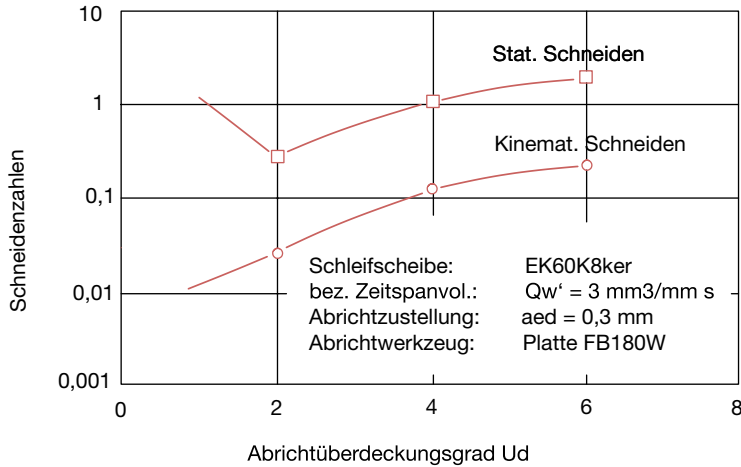 10
Stat. Schneiden
1
Kinemat. Schneiden
0,1
Schneidenzahlen
Schleifscheibe: EK60K8ker
bez. Zeitspanvol.: Qw‘ = 3 mm3/mm s
0,01
Abrichtzustellung: aed = 0,3 mm
Abrichtwerkzeug: Platte FB180W
0,001
0 2 4 6 8
Abrichtüberdeckungsgrad Ud